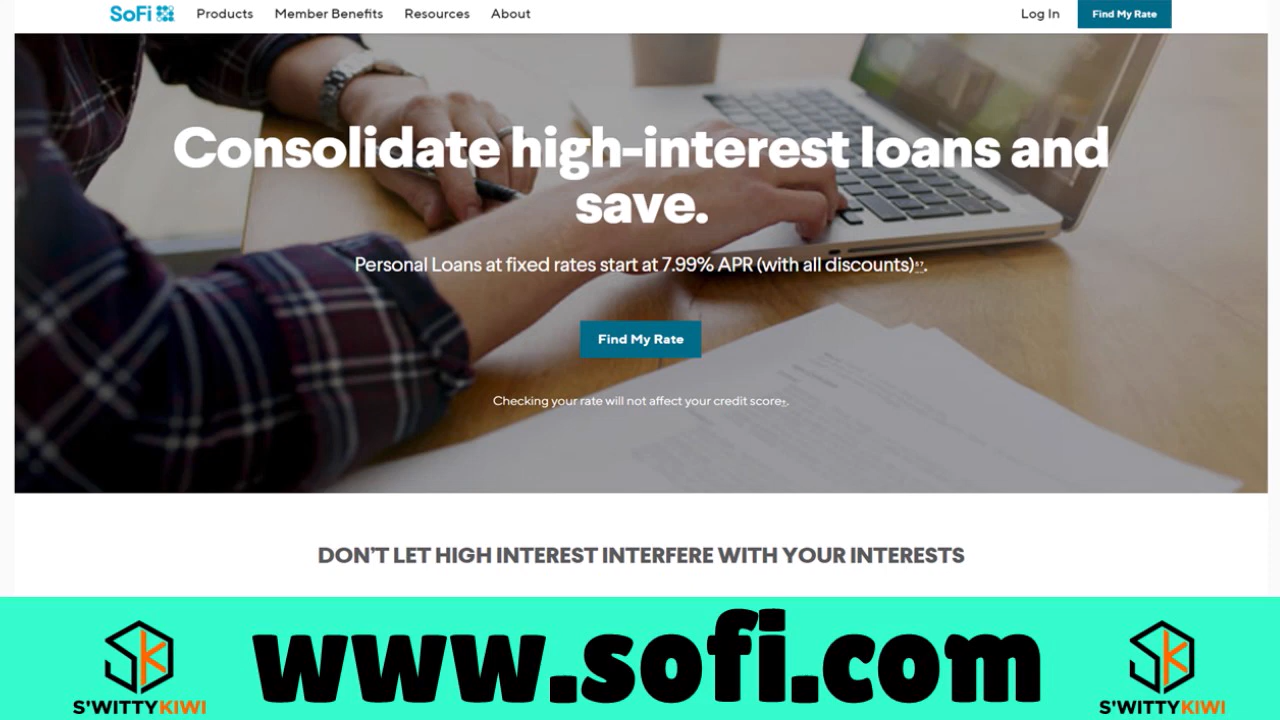 SoFi Products Member Benefits Resources About Log In Find My Rate
Consolidate high-interest loans and
save.
Personal Loans at fixed rates start at 7.99% APR (with all discounts).
Find My Rate
Checking your rate will not affect your credit score.
DON'T LET HIGH INTEREST INTERFERE WITH YOUR INTERESTS
www.sofi.com
S'WITTYKIWI
S'WITTYKIWI